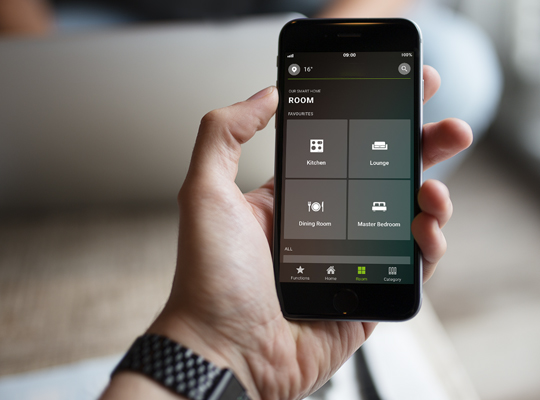 09:00
100%
16°
OUR SMART HOME
ROOM
FAVOURITES
Kitchen
Lounge
Dining Room
Master Bedroom
ALL
Functions
Home
Room
Category